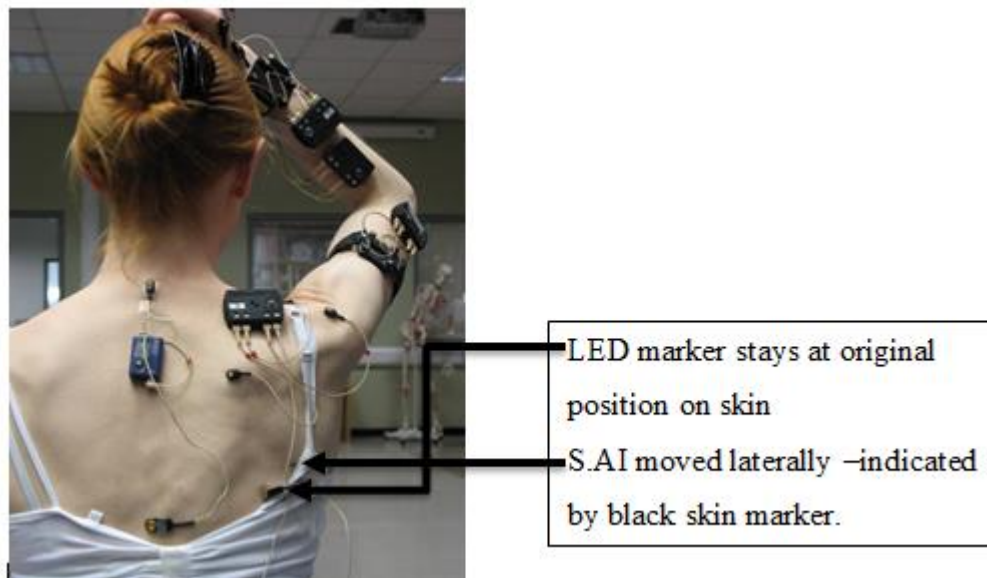 LED marker stays at original
position on skin
S.AI moved laterally –indicated
by black skin marker.